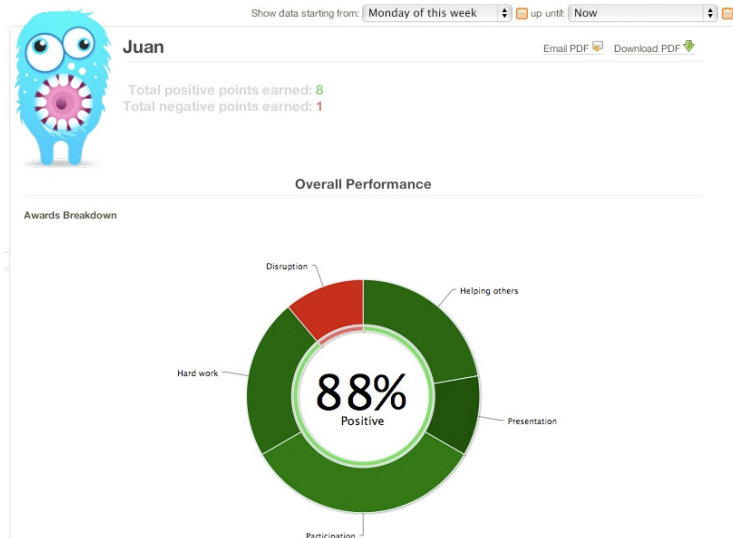 Show data starting from: Monday of this week up until: Now
Juan
Email PDF Download PDF
Total positive points earned: 8
Total negative points earned: 1
Overall Performance
Awards Breakdown
Disruption
Helping others
Hard work
88%
Positive
Presentation
Participation